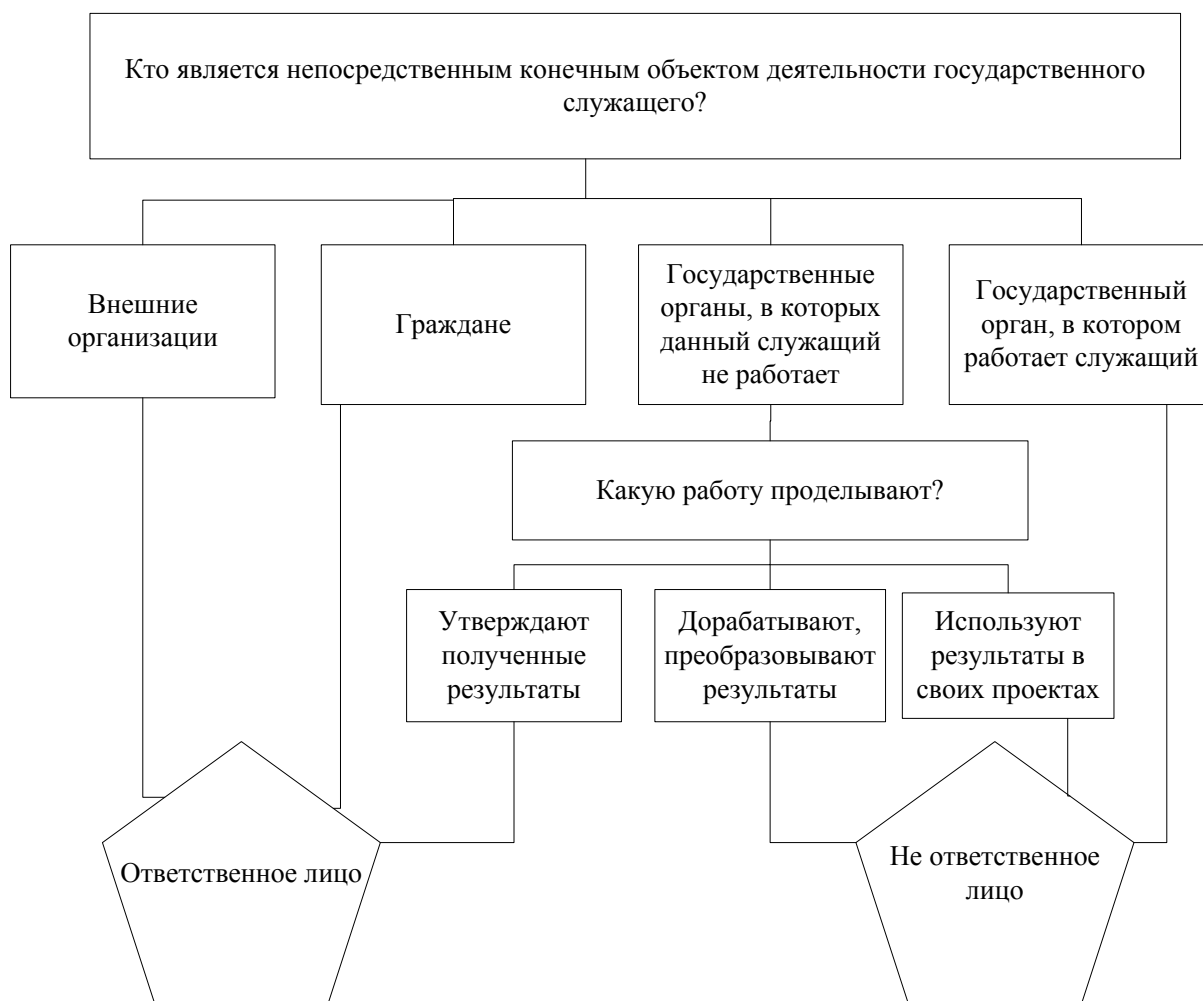 Кто является непосредственным конечным объектом деятельности государственного
служащего?
Внешние
организации
Граждане
Государственные
органы, в которых
данный служащий
не работает
Государственный
орган, в котором
работает служащий
Какую работу проделывают?
Утверждают
полученные
результаты
Дорабатывают,
преобразовывают
результаты
Используют
результаты в
своих проектах
Ответственное лицо
Не ответственное
лицо